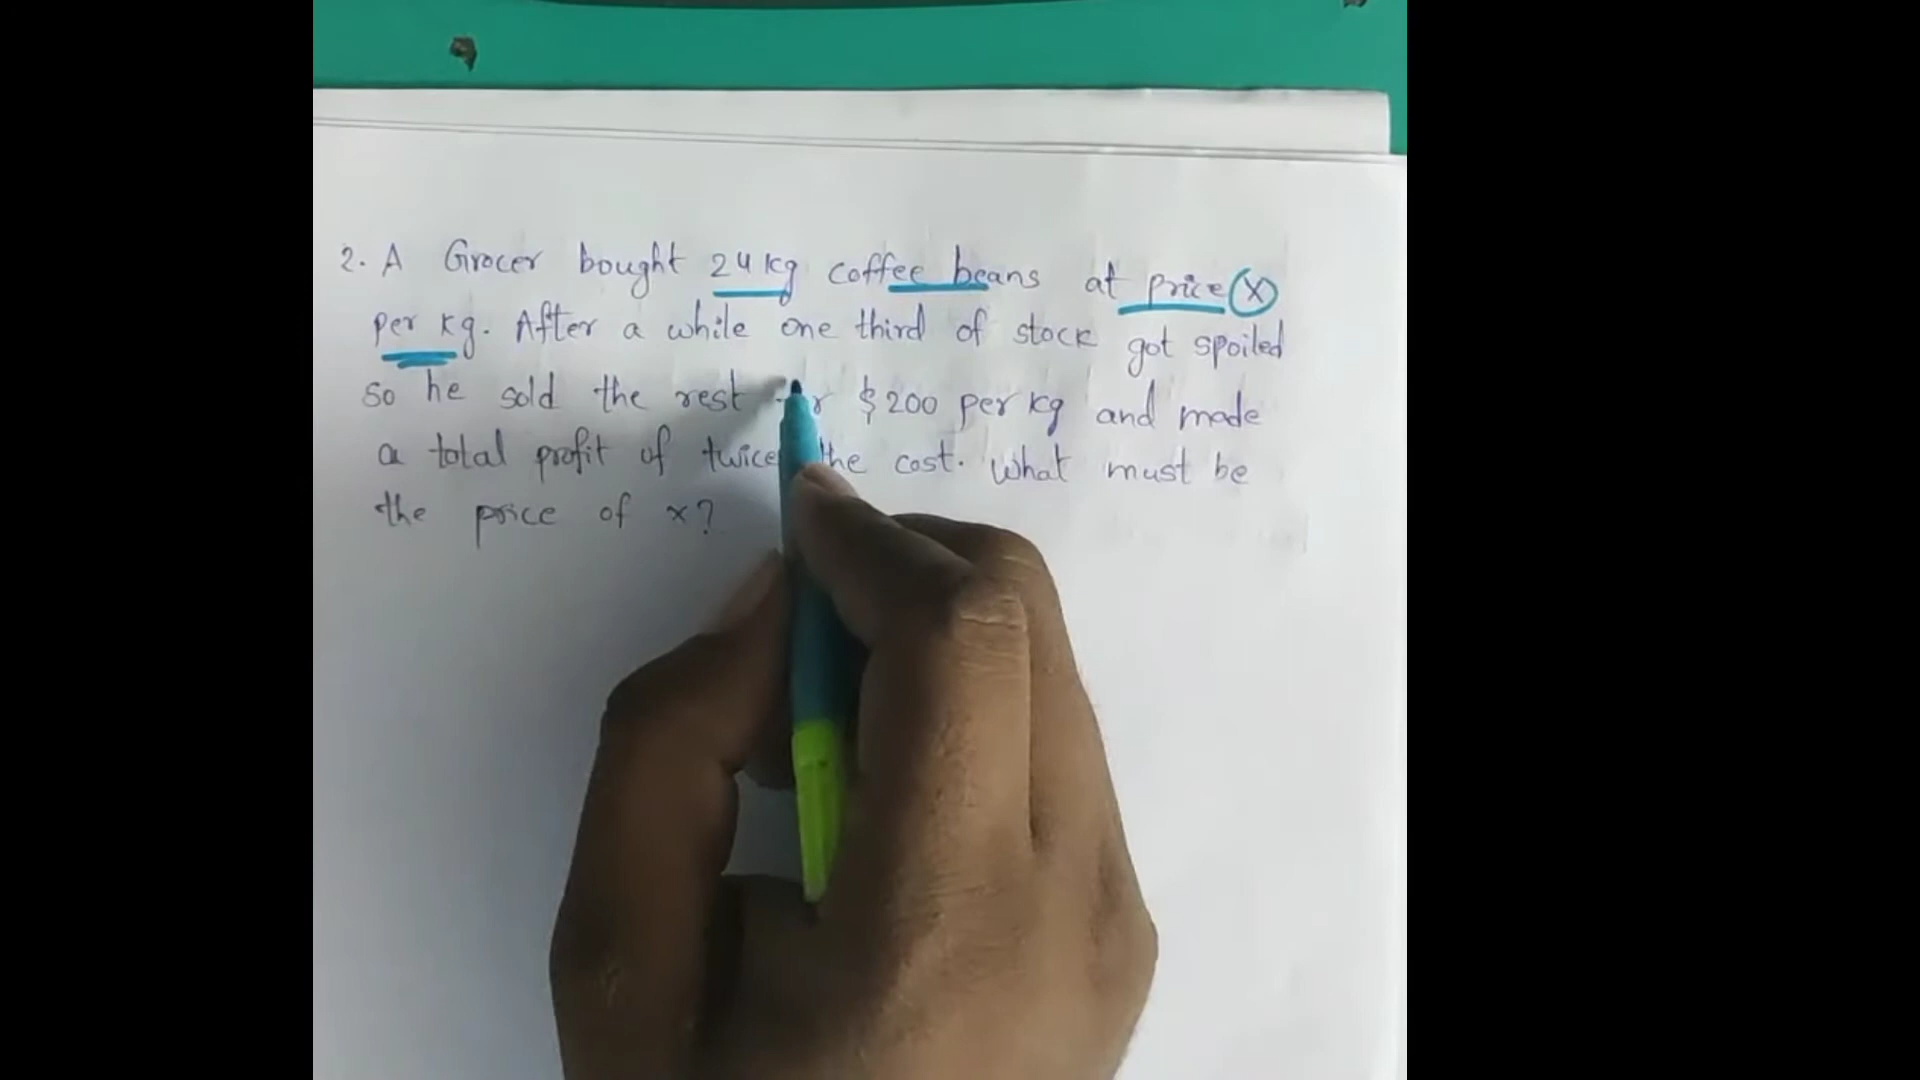 2. A Grocer bought 24 kg coffee beans at price x
per kg. After a while one third of stock got spoiled
so he sold the rest $200 per kg and made
a total profit of twice the cost. What must be
the price of x?